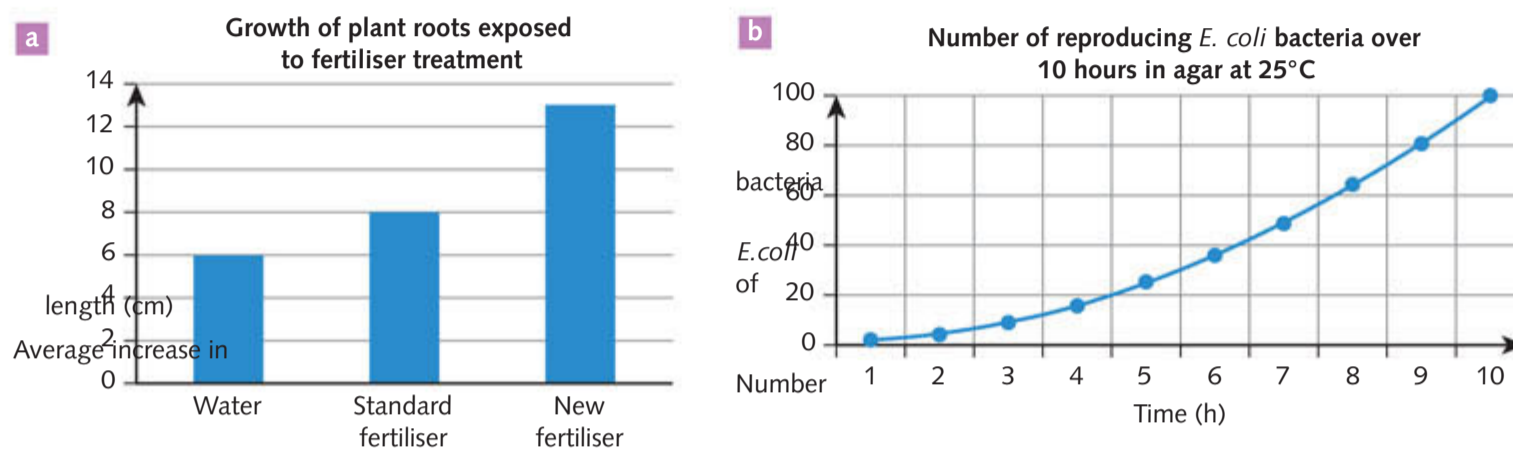 a
Growth of plant roots exposed
to fertiliser treatment
14
12
10
8
6
4
length (cm)
2
Average increase in
0
Water
Standard
fertiliser
New
fertiliser
b
Number of reproducing E. coli bacteria over
10 hours in agar at 25°C
100
80
bacteria
60
40
E.coli
of
20
0
Number
1 2 3 4 5 6 7 8 9 10
Time (h)